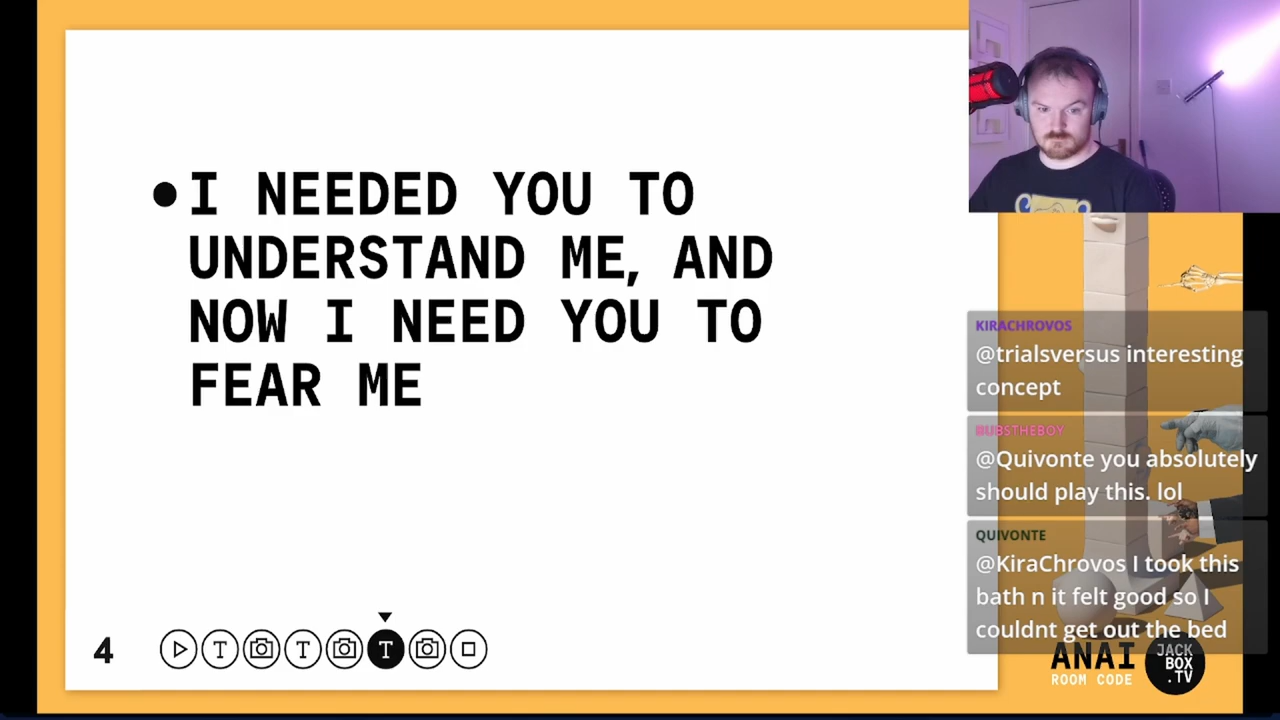 • I NEEDED YOU TO
UNDERSTAND ME, AND
NOW I NEED YOU TO
FEAR ME
4
T
T
T
KIRACHROVOS
@trialsversus interesting
concept
BUBSTHEBOY
@Quivonte you absolutely
should play this. lol
QUIVONTE
@KiraChrovos I took this
bath n it felt good so I
couldnt get out the bed
ANAI
ROOM CODE
JACK
BOX
.TV